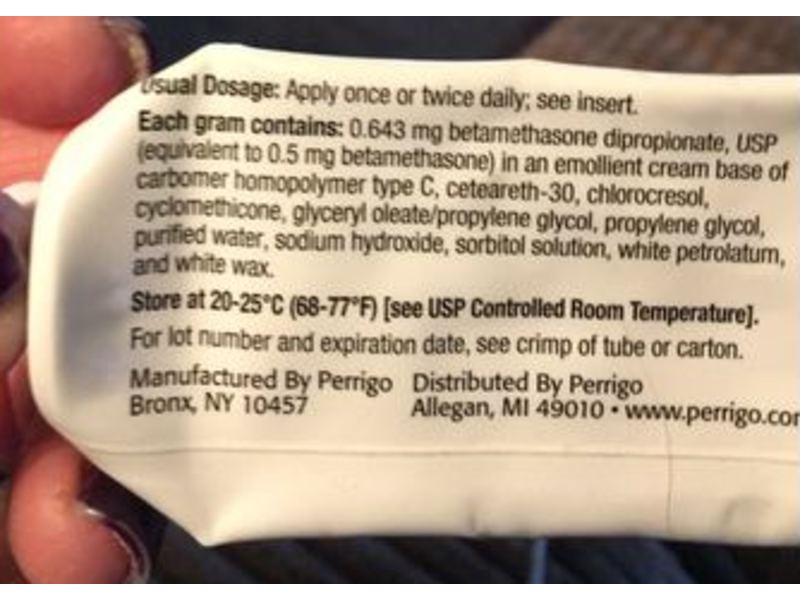 Usual Dosage: Apply once or twice daily; see insert.
Each gram contains: 0.643 mg betamethasone dipropionate, USP
(equivalent to 0.5 mg betamethasone) in an emollient cream base of
carbomer homopolymer type C, ceteareth-30, chlorocresol,
cyclomethicone, glyceryl oleate/propylene glycol, propylene glycol,
purified water, sodium hydroxide, sorbitol solution, white petrolatum,
and white wax.
Store at 20-25°C (68-77°F) [see USP Controlled Room Temperature].
For lot number and expiration date, see crimp of tube or carton.
Manufactured By Perrigo
Bronx, NY 10457
Distributed By Perrigo
Allegan, MI 49010 • www.perrigo.com